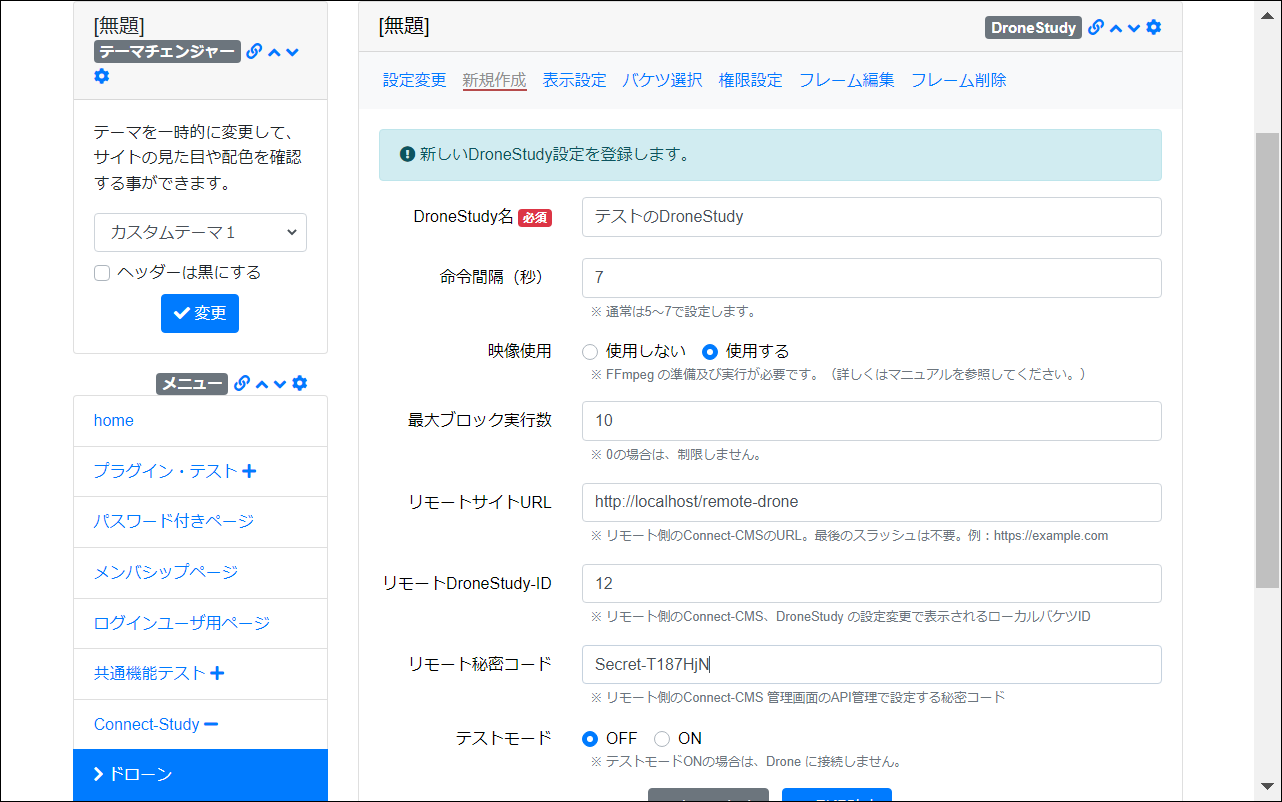 [無題]
テーマチェンジャー
テーマを一時的に変更して、
サイトの見た目や配色を確認
する事ができます。
カスタムテーマ１
ヘッダーは黒にする
変更
メニュー
home
プラグイン・テスト
パスワード付きページ
メンバシップページ
ログインユーザ用ページ
共通機能テスト
Connect-Study
ドローン
[無題]
DroneStudy
設定変更 新規作成 表示設定 バケツ選択 権限設定 フレーム編集 フレーム削除
新しいDroneStudy設定を登録します。
DroneStudy名 必須 テストのDroneStudy
命令間隔（秒） 7
※ 通常は5～7で設定します。
映像使用 使用しない 使用する
※ FFmpeg の準備及び実行が必要です。（詳しくはマニュアルを参照してください。）
最大ブロック実行数 10
※ 0の場合は、制限しません。
リモートサイトURL http://localhost/remote-drone
※ リモート側のConnect-CMSのURL。最後のスラッシュは不要。例：https://example.com
リモートDroneStudy-ID 12
※ リモート側のConnect-CMS、DroneStudy の設定変更で表示されるローカルバケツID
リモート秘密コード Secret-T187HjN
※ リモート側のConnect-CMS 管理画面のAPI管理で設定する秘密コード
テストモード OFF ON
※ テストモードONの場合は、Drone に接続しません。